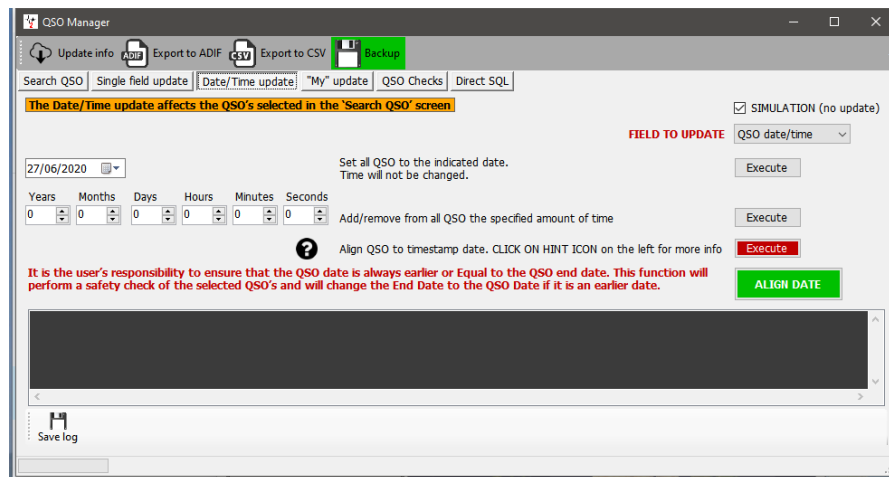 QSO Manager
Update info ADIF Export to ADIF CSV Export to CSV Backup
Search QSO Single field update Date/Time update "My" update QSO Checks Direct SQL
The Date/Time update affects the QSO's selected in the 'Search QSO' screen
SIMULATION (no update)
FIELD TO UPDATE QSO date/time
27/06/2020 Set all QSO to the indicated date.
Time will not be changed.
Execute
Years Months Days Hours Minutes Seconds
0 0 0 0 0 0 Add/remove from all QSO the specified amount of time Execute
? Align QSO to timestamp date. CLICK ON HINT ICON on the left for more info Execute
It is the user's responsibility to ensure that the QSO date is always earlier or Equal to the QSO end date. This function will
perform a safety check of the selected QSO's and will change the End Date to the QSO Date if it is an earlier date.
ALIGN DATE
Save log